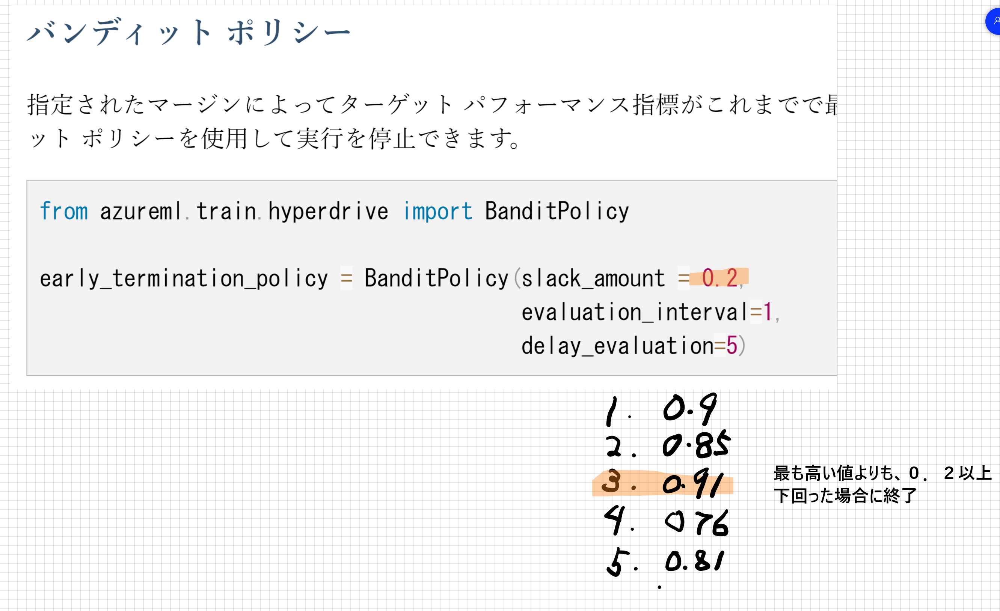 バンディット ポリシー
指定されたマージンによってターゲット パフォーマンス指標がこれまでで最
ット ポリシーを使用して実行を停止できます。
from azureml.train.hyperdrive import BanditPolicy
early_termination_policy = BanditPolicy(slack_amount = 0.2,
evaluation_interval=1,
delay_evaluation=5)
1. 0.9
2. 0.85
3. 0.91
最も高い値よりも、０．２以上
下回った場合に終了
4. 0 76
5. 0.81